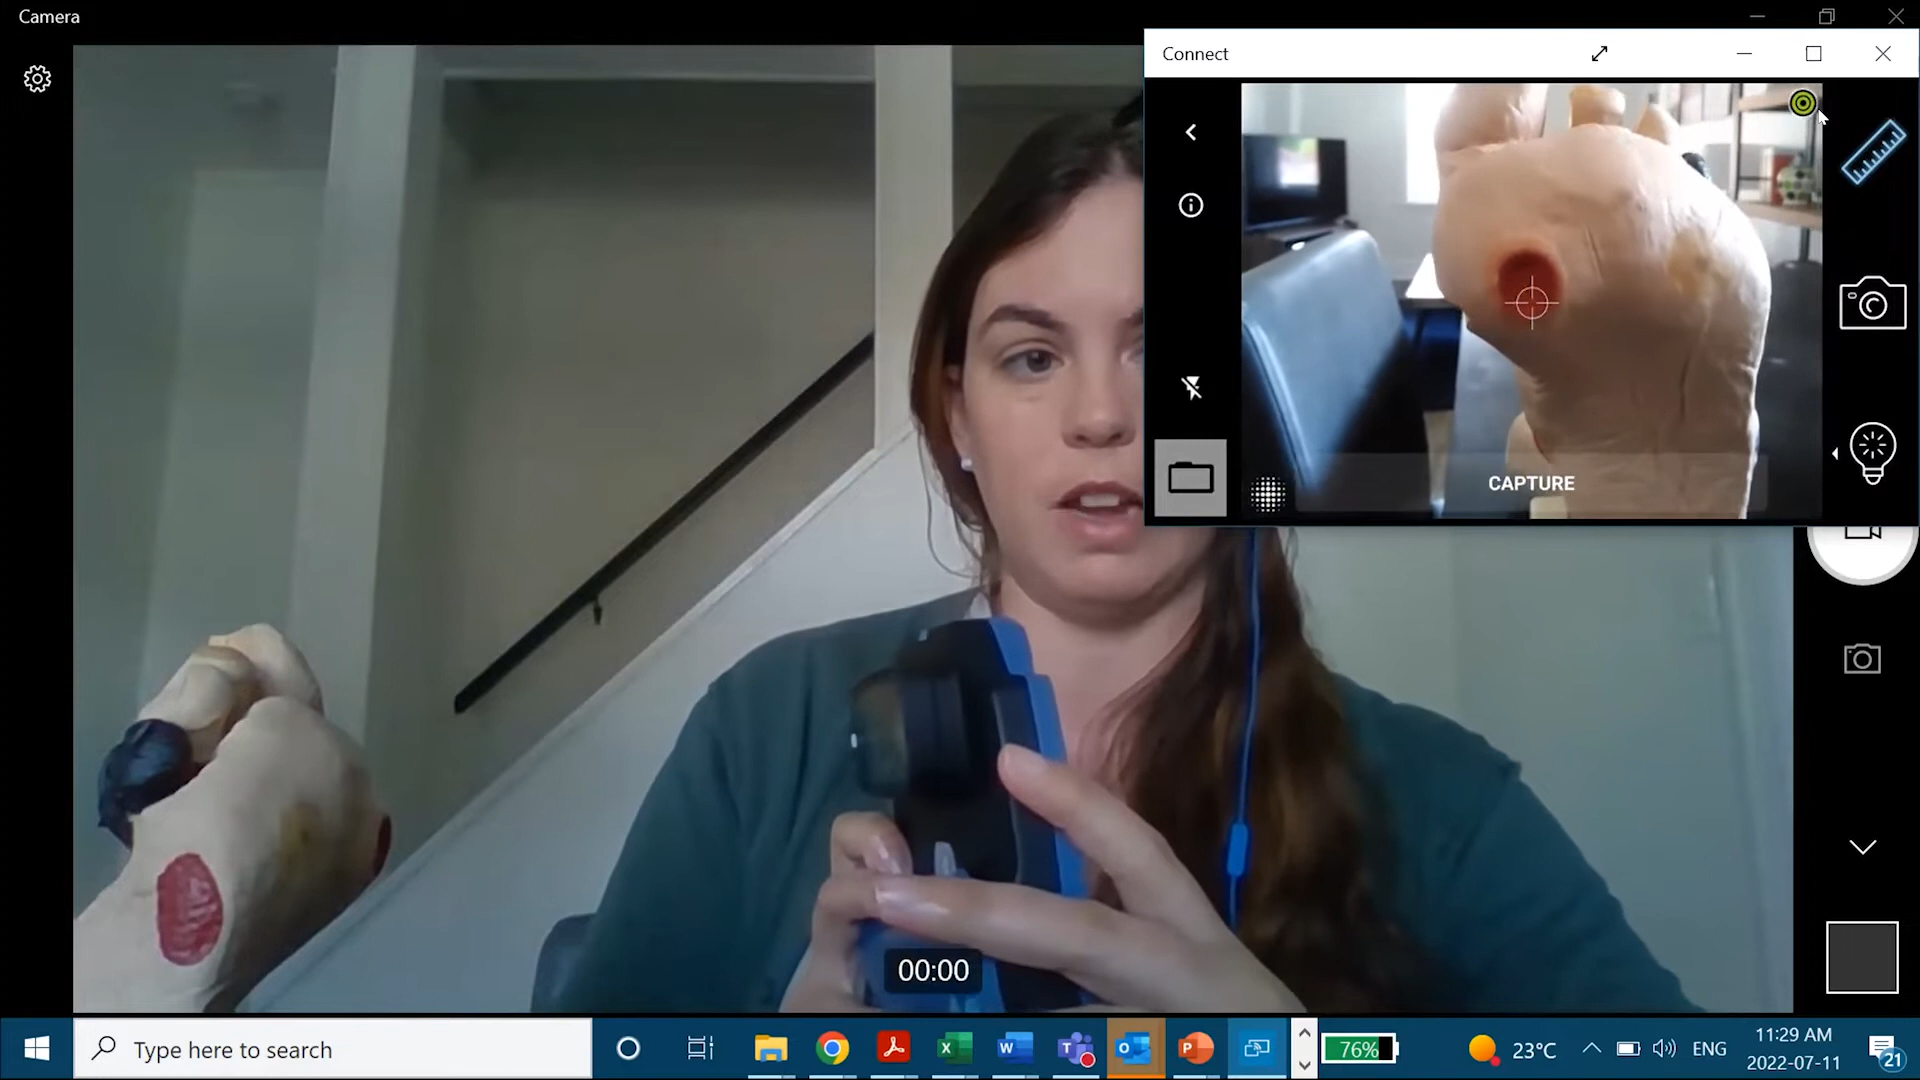 Camera
Connect
CAPTURE
00:00
Type here to search
76%
23°C
ENG
11:29 AM
2022-07-11
21